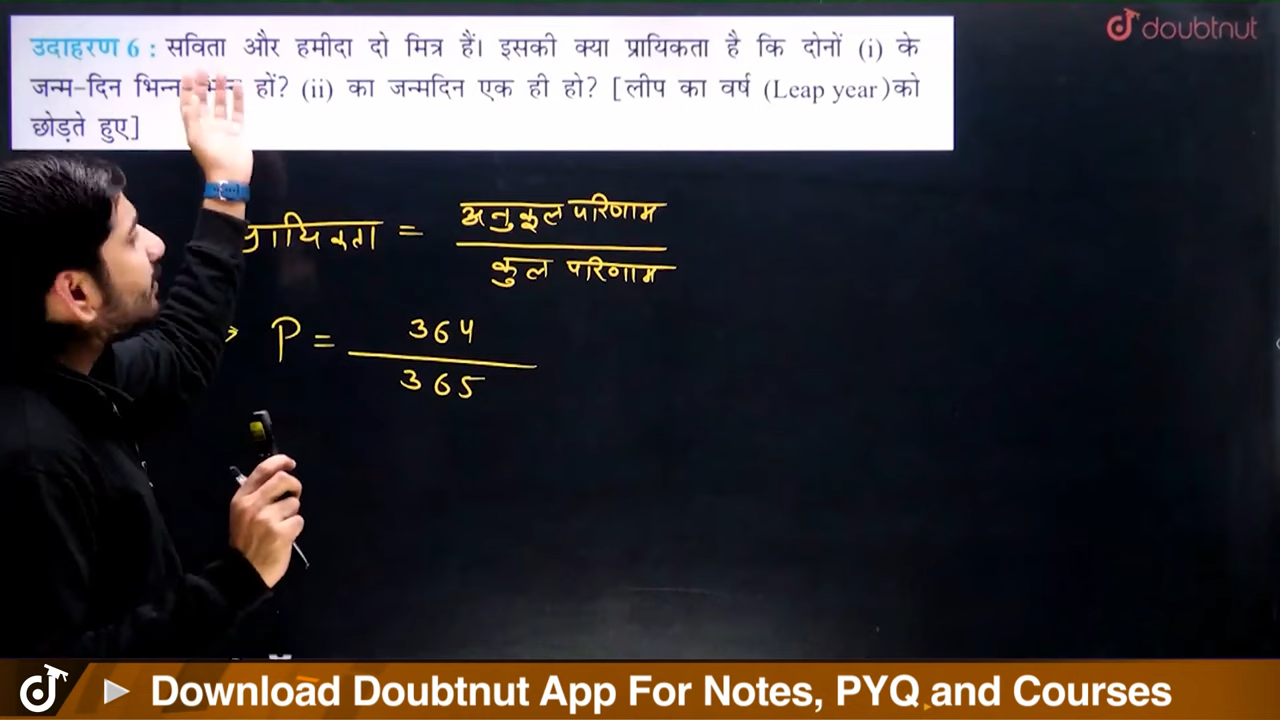 उदाहरण 6 : सविता और हमीदा दो मित्र हैं। इसकी क्या प्रायिकता है कि दोनों (i) के
जन्म-दिन भिन्न हों? (ii) का जन्मदिन एक ही हो? [लीप का वर्ष (Leap year)को
छोड़ते हुए]
doubtnut
= अनुकूल परिणाम
कुल परिणाम
P = 364
365
Download Doubtnut App For Notes, PYQ and Courses